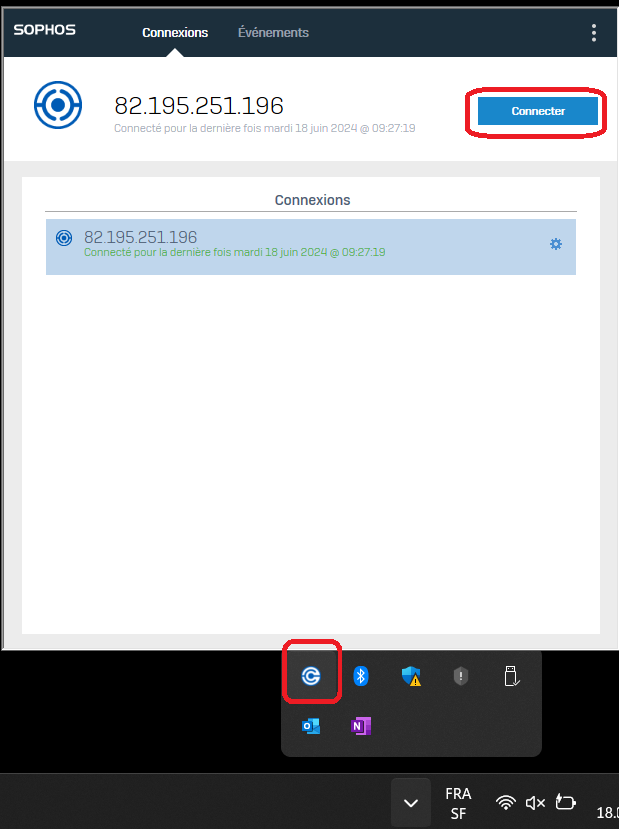 SOPHOS
Connexions
Événements
82.195.251.196
Connecté pour la dernière fois mardi 18 juin 2024 @ 09:27:19
Connecter
Connexions
82.195.251.196
Connecté pour la dernière fois mardi 18 juin 2024 @ 09:27:19
FRA
SF
18.0